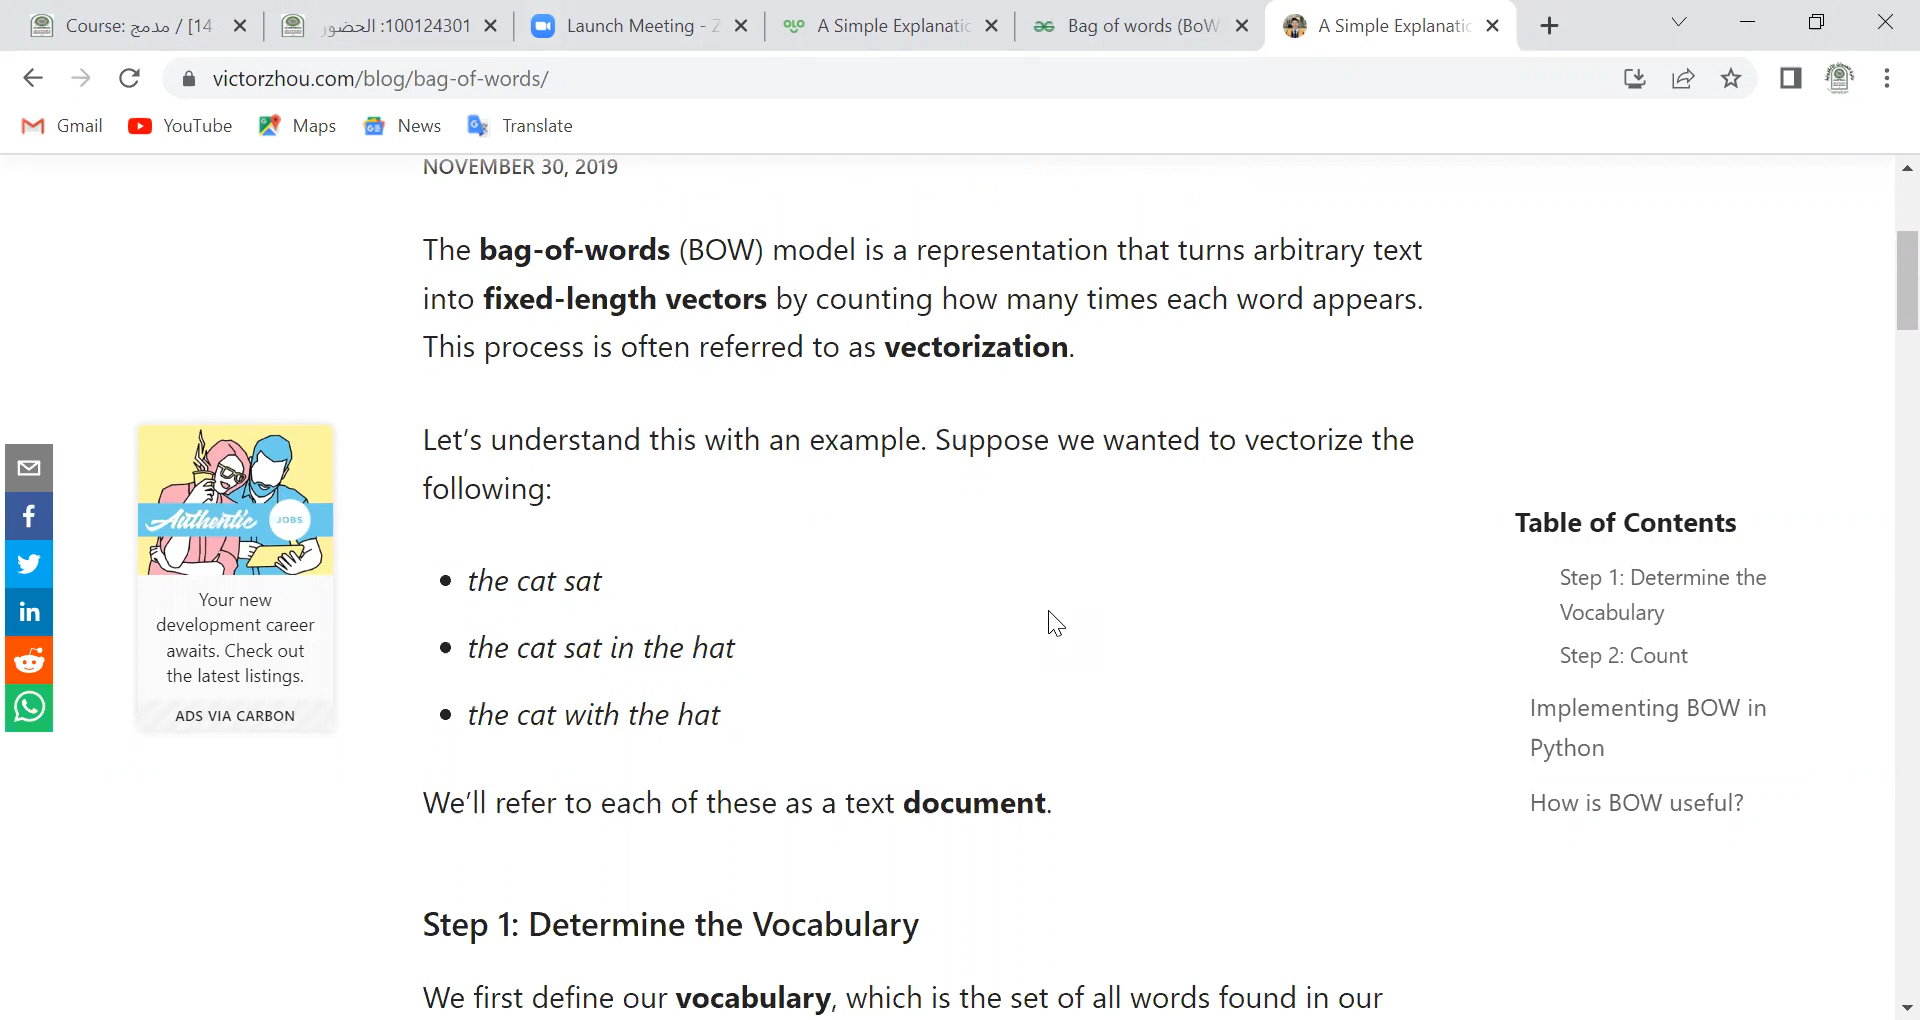 Course: مدمج / [14
100124301: الحضور
Launch Meeting - Z
A Simple Explanatic
Bag of words (BoW
A Simple Explanatic
victorzhou.com/blog/bag-of-words/
Gmail
YouTube
Maps
News
Translate
NOVEMBER 30, 2019
The bag-of-words (BOW) model is a representation that turns arbitrary text
into fixed-length vectors by counting how many times each word appears.
This process is often referred to as vectorization.
Let’s understand this with an example. Suppose we wanted to vectorize the
following:
• the cat sat
• the cat sat in the hat
• the cat with the hat
We’ll refer to each of these as a text document.
Step 1: Determine the Vocabulary
We first define our vocabulary, which is the set of all words found in our
Authentic
JOBS
Your new
development career
awaits. Check out
the latest listings.
ADS VIA CARBON
Table of Contents
Step 1: Determine the
Vocabulary
Step 2: Count
Implementing BOW in
Python
How is BOW useful?